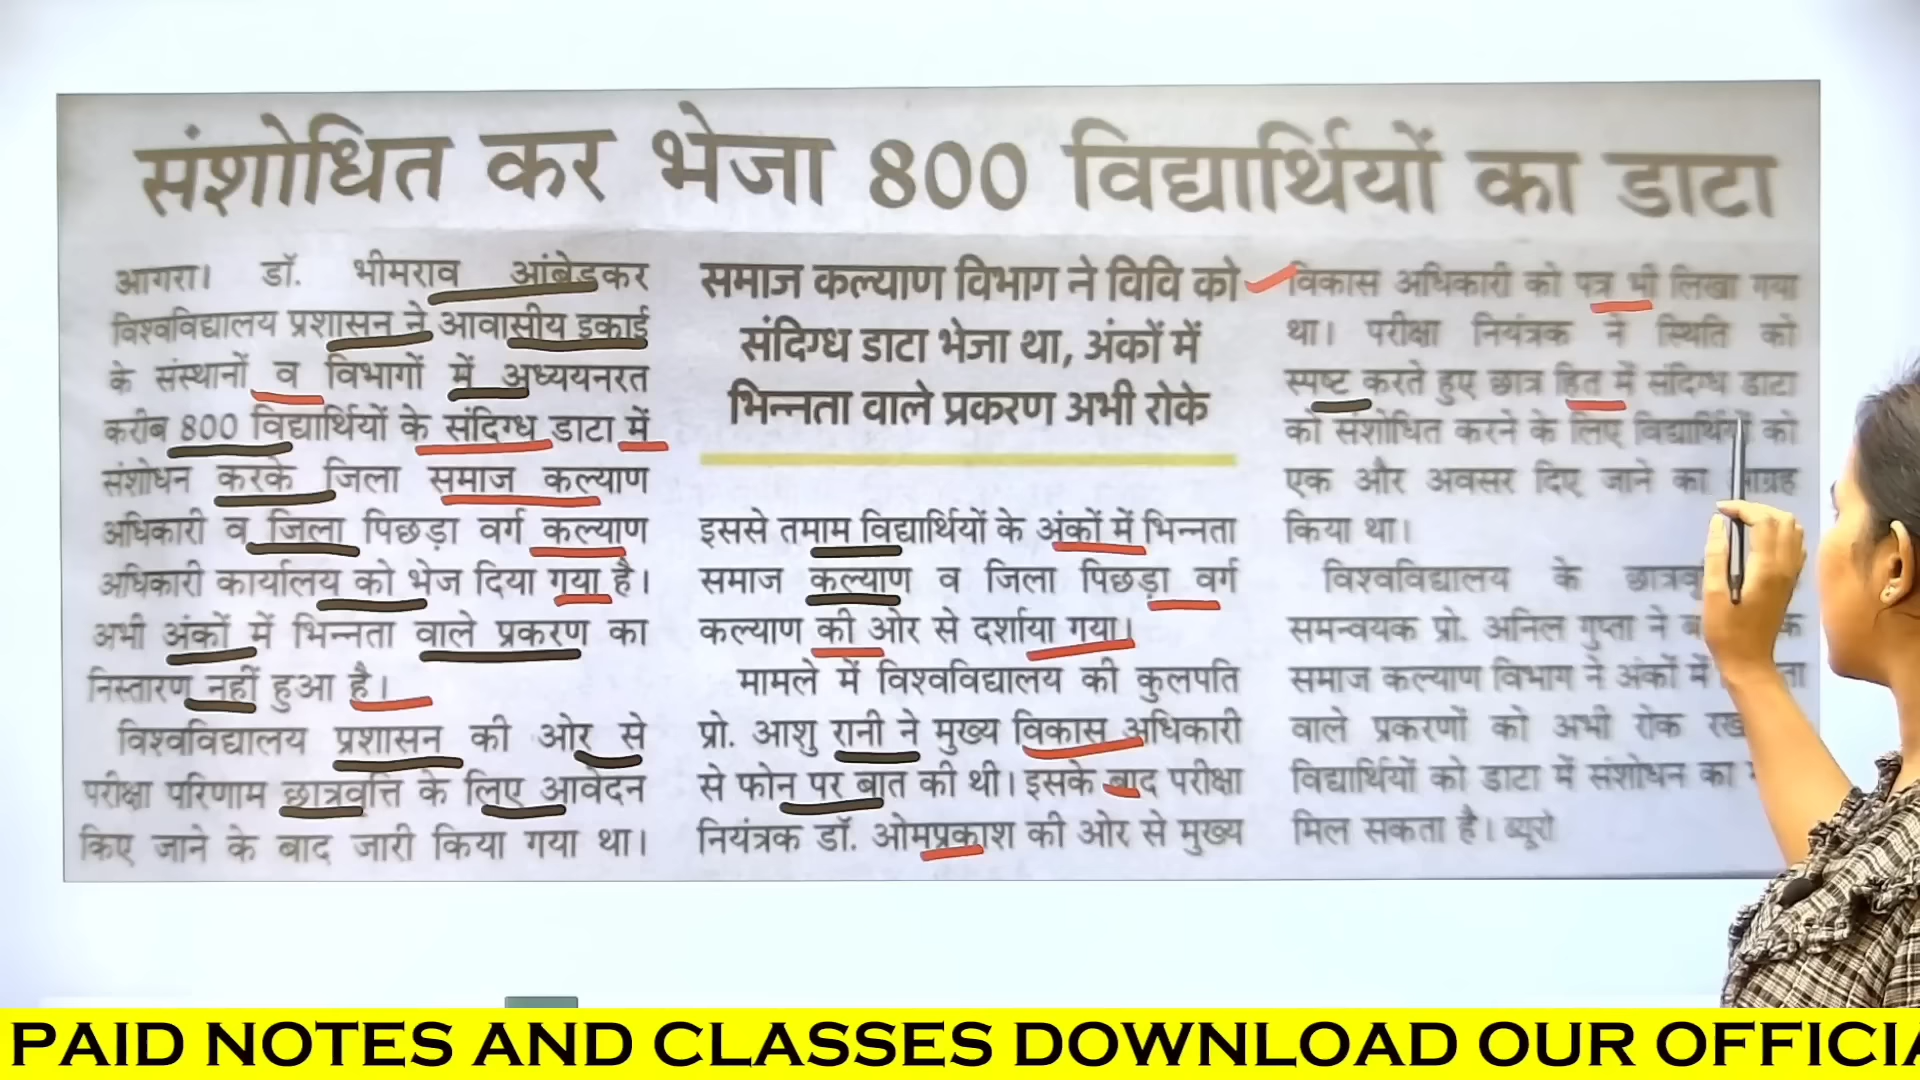 संशोधित कर भेजा 800 विद्यार्थियों का डाटा
आगरा। डॉ. भीमराव आंबेडकर
विश्वविद्यालय प्रशासन ने आवासीय इकाई
के संस्थानों व विभागों में अध्ययनरत
करीब 800 विद्यार्थियों के संदिग्ध डाटा में
संशोधन करके जिला समाज कल्याण
अधिकारी व जिला पिछड़ा वर्ग कल्याण
अधिकारी कार्यालय को भेज दिया गया है।
अभी अंकों में भिन्नता वाले प्रकरण का
निस्तारण नहीं हुआ है।
विश्वविद्यालय प्रशासन की ओर से
परीक्षा परिणाम छात्रवृत्ति के लिए आवेदन
किए जाने के बाद जारी किया गया था।
समाज कल्याण विभाग ने विवि को
संदिग्ध डाटा भेजा था, अंकों में
भिन्नता वाले प्रकरण अभी रोके
इससे तमाम विद्यार्थियों के अंकों में भिन्नता
समाज कल्याण व जिला पिछड़ा वर्ग
कल्याण की ओर से दर्शाया गया।
मामले में विश्वविद्यालय की कुलपति
प्रो. आशु रानी ने मुख्य विकास अधिकारी
से फोन पर बात की थी। इसके बाद परीक्षा
नियंत्रक डॉ. ओमप्रकाश की ओर से मुख्य
विकास अधिकारी को पत्र भी लिखा गया
था। परीक्षा नियंत्रक ने स्थिति को
स्पष्ट करते हुए छात्र हित में संदिग्ध डाटा
को संशोधित करने के लिए विद्यार्थियों को
एक और अवसर दिए जाने का
किया था।
विश्वविद्यालय के
समन्वयक प्रो. अनिल गुप्ता ने
समाज कल्याण विभाग ने अंकों में
वाले प्रकरणों को अभी रोक
विद्यार्थियों को डाटा में संशोधन का
मिल सकता है। ब्यूरो
PAID NOTES AND CLASSES DOWNLOAD OUR OFFICIA